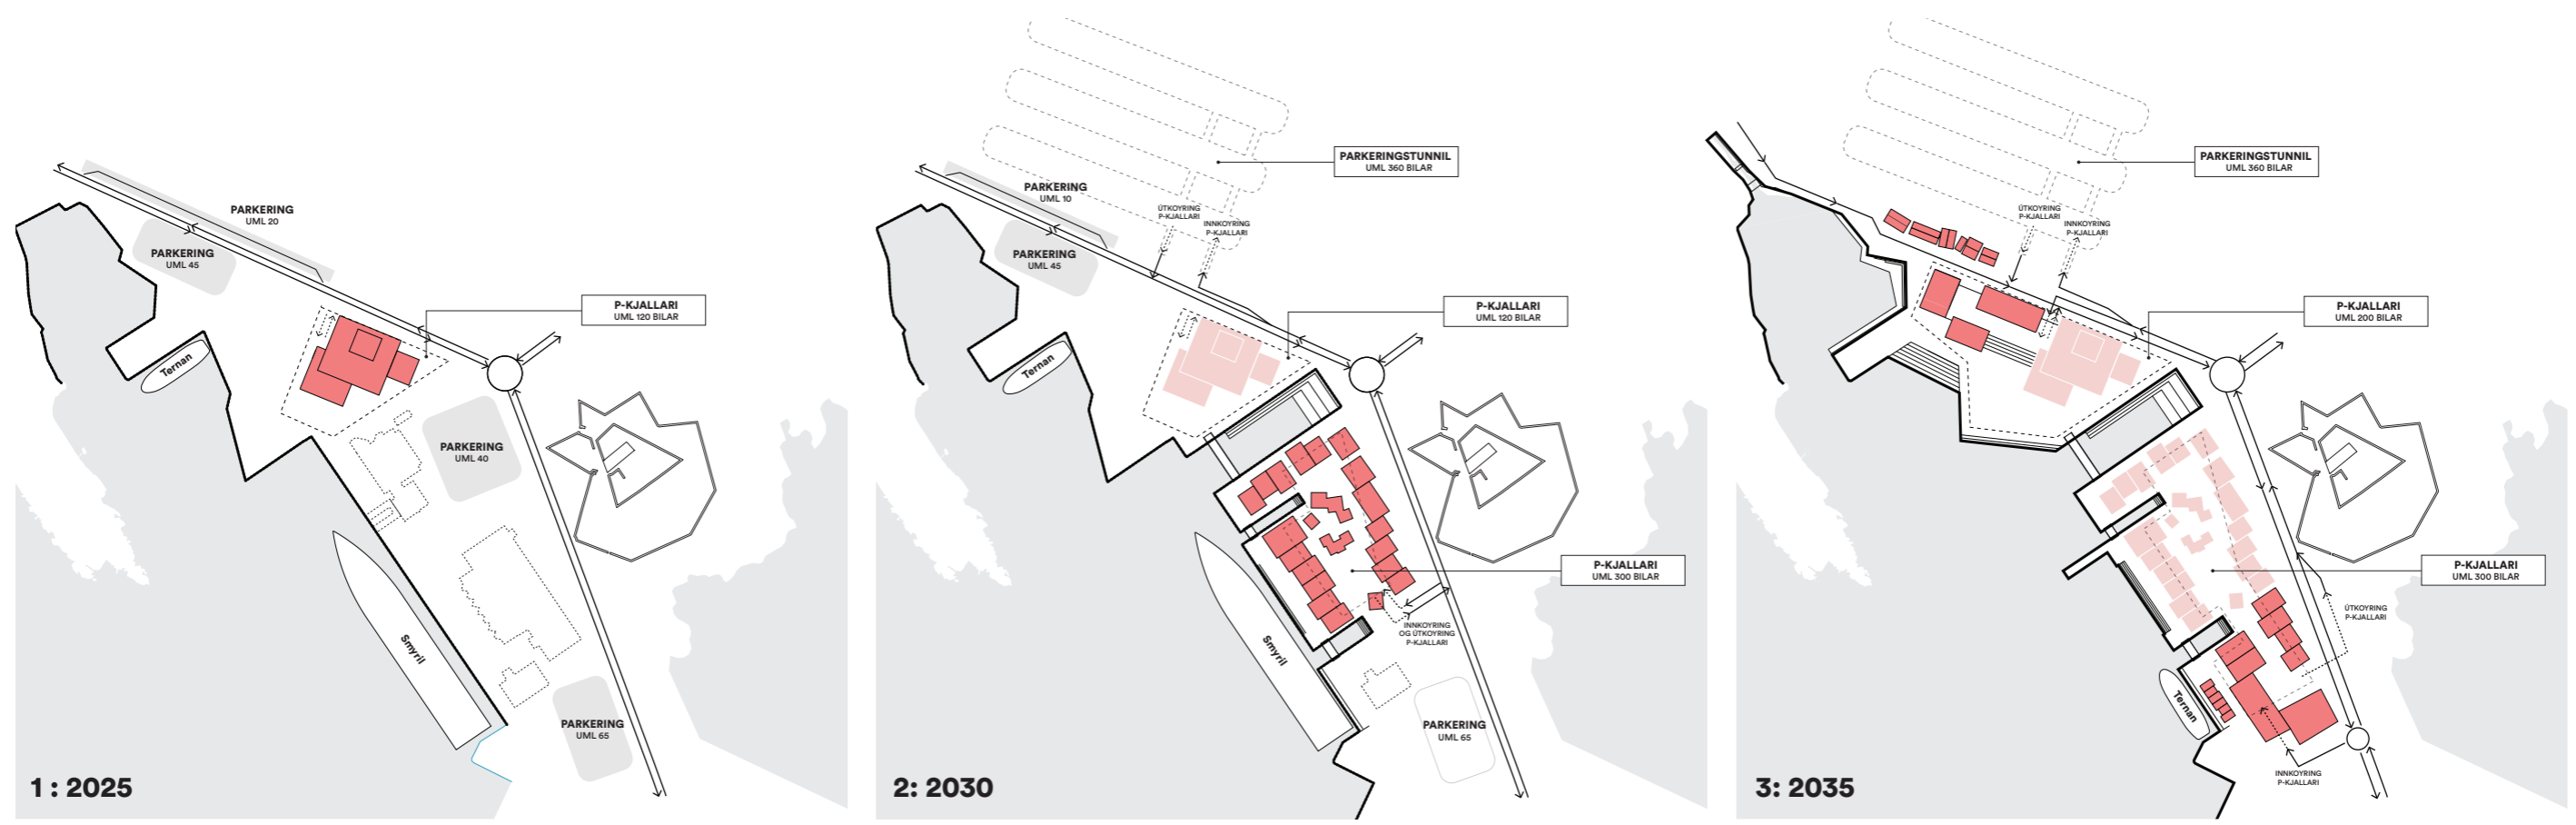 PARKERING
UML 20
PARKERING
UML 45
P-KJALLARI
UML 120 BILAR
Ternan
PARKERING
UML 40
Smyril
PARKERING
UML 65
1 : 2025
PARKERINGSTUNNIL
UML 360 BILAR
PARKERING
UML 10
ÚTKOYRING
P-KJALLARI
INNKOYRING
P-KJALLARI
PARKERING
UML 45
P-KJALLARI
UML 120 BILAR
Ternan
P-KJALLARI
UML 300 BILAR
INNKOYRING
OG ÚTKOYRING
P-KJALLARI
Smyril
PARKERING
UML 65
2: 2030
PARKERINGSTUNNIL
UML 360 BILAR
ÚTKOYRING
P-KJALLARI
INNKOYRING
P-KJALLARI
P-KJALLARI
UML 200 BILAR
P-KJALLARI
UML 300 BILAR
ÚTKOYRING
P-KJALLARI
Ternan
INNKOYRING
P-KJALLARI
3: 2035